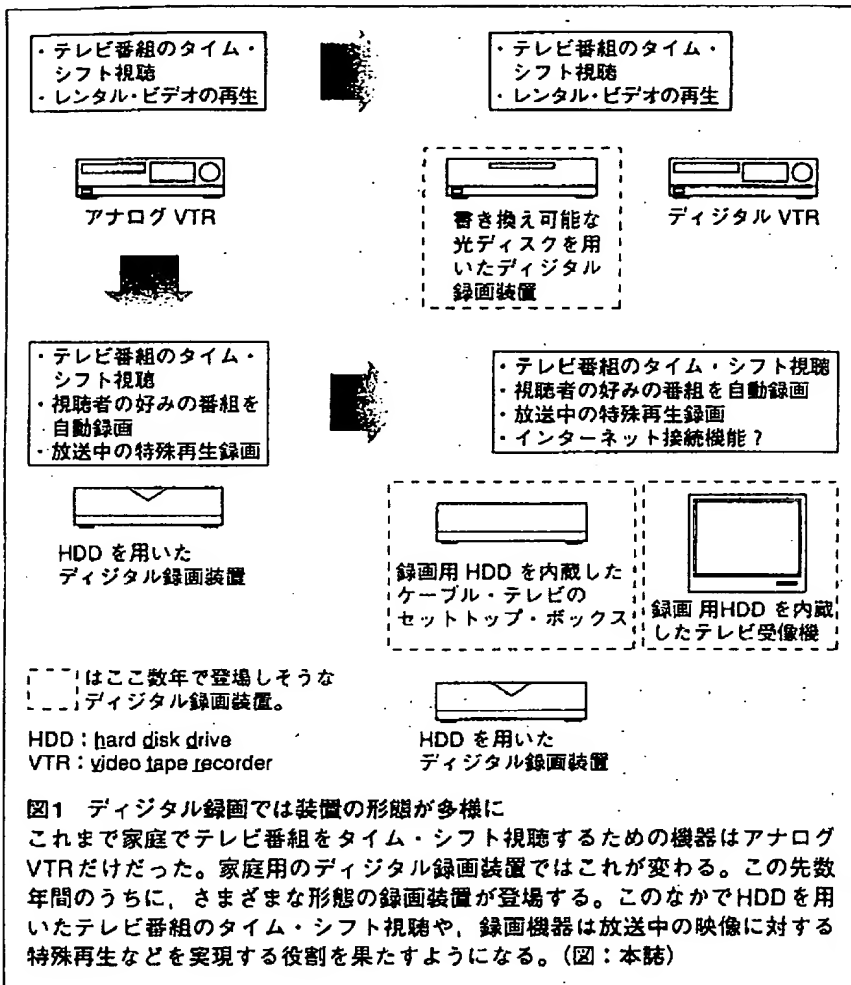 ・テレビ番組のタイム・
シフト視聴
・レンタル・ビデオの再生
・テレビ番組のタイム・
シフト視聴
・レンタル・ビデオの再生
アナログ VTR
書き換え可能な
光ディスクを用
いたディジタル
録画装置
ディジタル VTR
・テレビ番組のタイム・
シフト視聴
・視聴者の好みの番組を
自動録画
・放送中の特殊再生録画
・テレビ番組のタイム・シフト視聴
・視聴者の好みの番組を自動録画
・放送中の特殊再生録画
・インターネット接続機能？
HDD を用いた
ディジタル録画装置
録画用 HDD を内蔵した
ケーブル・テレビの
セットトップ・ボックス
録画 用HDD を内蔵
したテレビ受像機
はここ数年で登場しそうな
ディジタル録画装置。
HDD：hard disk drive
VTR：video tape recorder
HDD を用いた
ディジタル録画装置
図1 ディジタル録画では装置の形態が多様に
これまで家庭でテレビ番組をタイム・シフト視聴するための機器はアナログ
VTRだけだった。家庭用のディジタル録画装置ではこれが変わる。この先数
年間のうちに，さまざまな形態の録画装置が登場する。このなかでHDDを用
いたテレビ番組のタイム・シフト視聴や，録画機器は放送中の映像に対する
特殊再生などを実現する役割を果たすようになる。（図：本誌）